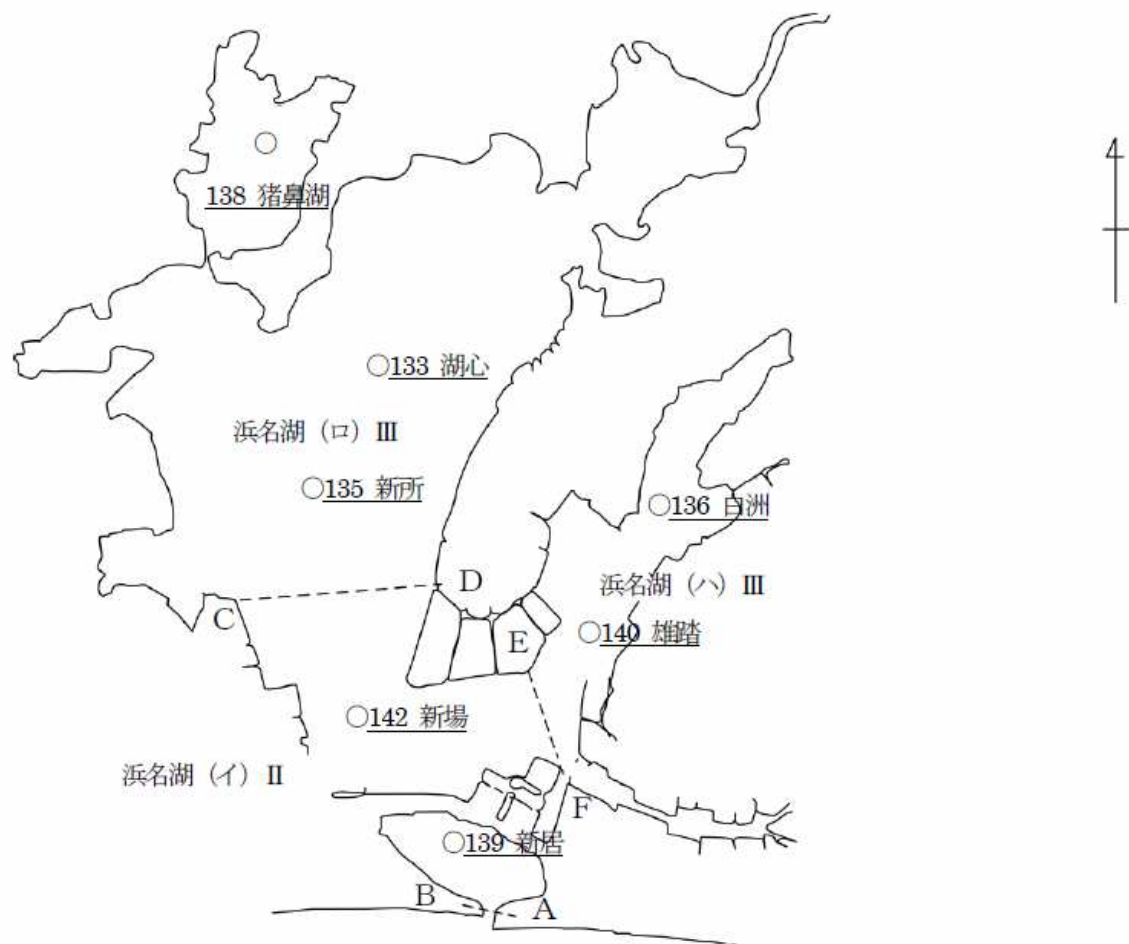 138 猪鼻湖
○133 湖心
浜名湖（ロ）Ⅲ
○135 新所
○136 白洲
D
浜名湖（ハ）Ⅲ
C
E
○140 雄踏
○142 新場
浜名湖（イ）Ⅱ
F
○139 新居
B
A